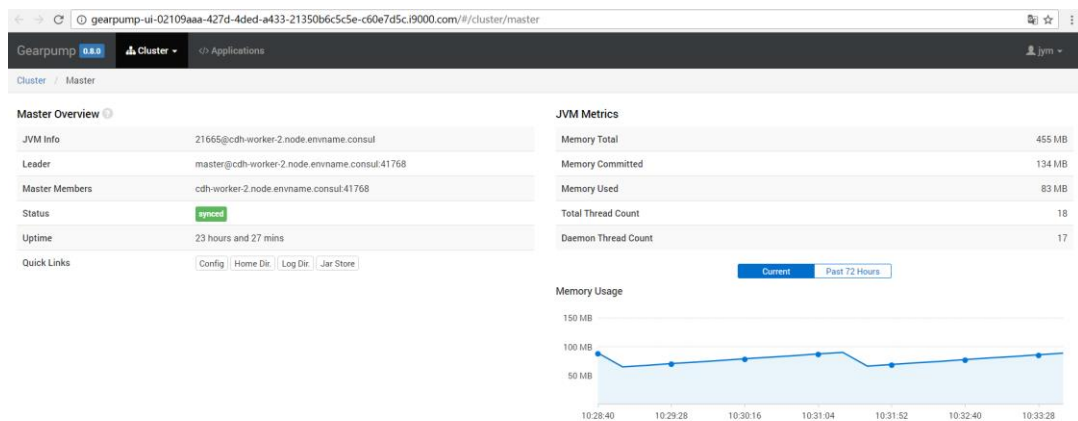 gearpump-ui-02109aaa-427d-4ded-a433-21350b6c5c5e-c60e7d5c.i9000.com/#/cluster/master
Gearpump 0.8.0 Cluster </> Applications jym
Cluster / Master
Master Overview ?
JVM Info 21665@cdh-worker-2.node.envname.consul
Leader master@cdh-worker-2.node.envname.consul:41768
Master Members cdh-worker-2.node.envname.consul:41768
Status synced
Uptime 23 hours and 27 mins
Quick Links Config Home Dir. Log Dir. Jar Store
JVM Metrics
Memory Total 455 MB
Memory Committed 134 MB
Memory Used 83 MB
Total Thread Count 18
Daemon Thread Count 17
Current Past 72 Hours
Memory Usage
150 MB
100 MB
50 MB
10:28:40 10:29:28 10:30:16 10:31:04 10:31:52 10:32:40 10:33:28